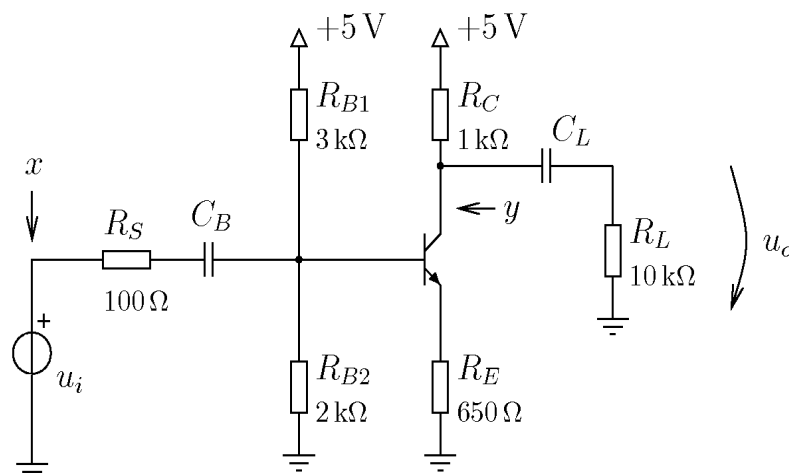 +5 V
+5 V
R_{B1}
3 kΩ
R_C
1 kΩ
C_L
x
y
R_S
100 Ω
C_B
R_L
10 kΩ
u_o
+
u_i
R_{B2}
2 kΩ
R_E
650 Ω